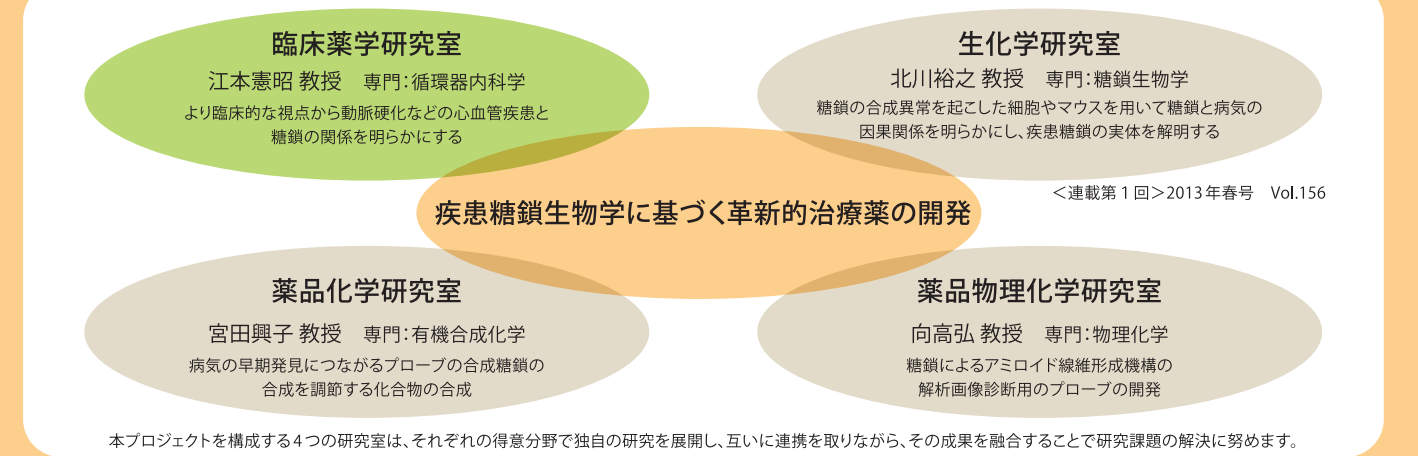 臨床薬学研究室
江本憲昭 教授　専門：循環器内科学
より臨床的な視点から動脈硬化などの心血管疾患と
糖鎖の関係を明らかにする
生化学研究室
北川裕之 教授　専門：糖鎖生物学
糖鎖の合成異常を起こした細胞やマウスを用いて糖鎖と病気の
因果関係を明らかにし、疾患糖鎖の実体を解明する
＜連載第1回＞2013年春号　Vol.156
疾患糖鎖生物学に基づく革新的治療薬の開発
薬品化学研究室
宮田興子 教授　専門：有機合成化学
病気の早期発見につながるプローブの合成糖鎖の
合成を調節する化合物の合成
薬品物理化学研究室
向高弘 教授　専門：物理化学
糖鎖によるアミロイド線維形成機構の
解析画像診断用のプローブの開発
本プロジェクトを構成する4つの研究室は、それぞれの得意分野で独自の研究を展開し、互いに連携を取りながら、その成果を融合することで研究課題の解決に努めます。